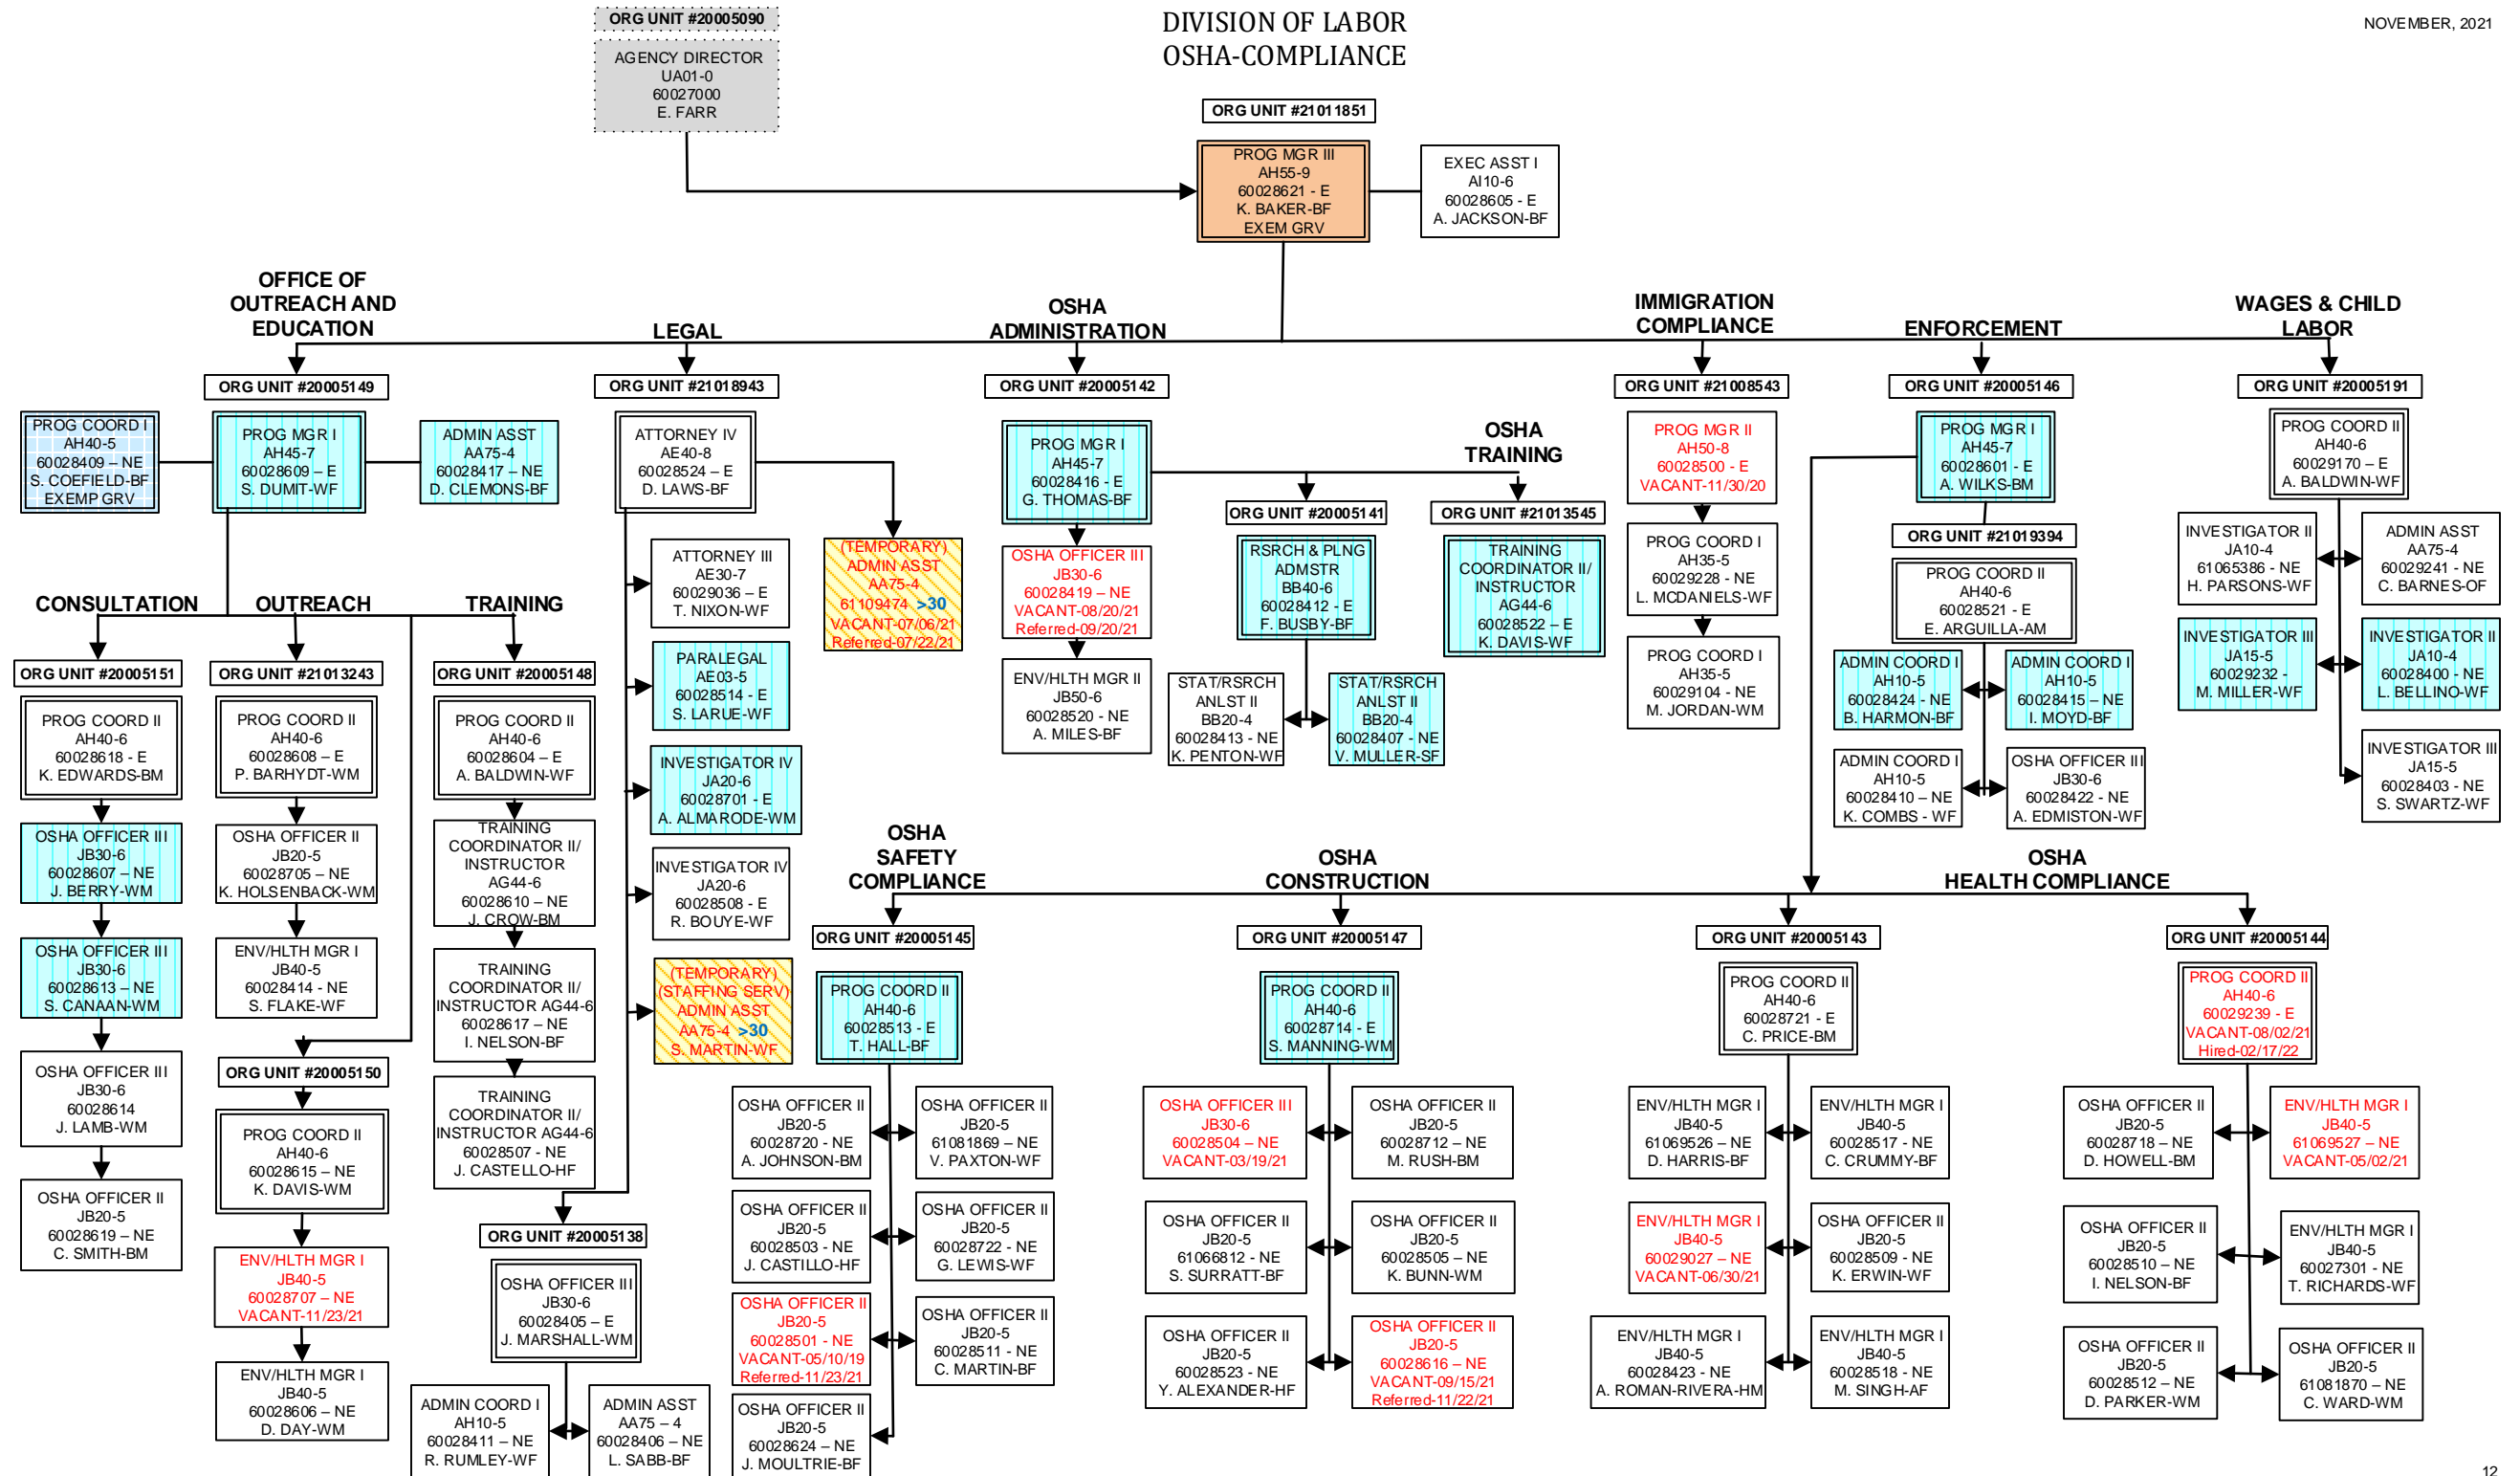 ORG UNIT #20005090
AGENCY DIRECTOR
UA01-0
60027000
E. FARR
DIVISION OF LABOR
OSHA-COMPLIANCE
NOVEMBER, 2021
ORG UNIT #21011851
PROG MGR III
AH55-9
60028621 - E
K. BAKER-BF
EXEM GRV
EXEC ASST I
AI10-6
60028605 - E
A. JACKSON-BF
OFFICE OF
OUTREACH AND
EDUCATION
LEGAL
OSHA
ADMINISTRATION
IMMIGRATION
COMPLIANCE
ENFORCEMENT
WAGES & CHILD
LABOR
ORG UNIT #20005149
ORG UNIT #21018943
ORG UNIT #20005142
ORG UNIT #21008543
ORG UNIT #20005146
ORG UNIT #20005191
PROG COORD I
AH40-5
60028409 – NE
S. COEFIELD-BF
EXEMP GRV
PROG MGR I
AH45-7
60028609 – E
S. DUMIT-WF
ADMIN ASST
AA75-4
60028417 – NE
D. CLEMONS-BF
CONSULTATION
OUTREACH
TRAINING
ORG UNIT #20005151
PROG COORD II
AH40-6
60028618 - E
K. EDWARDS-BM
OSHA OFFICER III
JB30-6
60028607 – NE
J. BERRY-WM
OSHA OFFICER III
JB30-6
60028613 – NE
S. CANAAN-WM
OSHA OFFICER III
JB30-6
60028614
J. LAMB-WM
OSHA OFFICER II
JB20-5
60028619 – NE
C. SMITH-BM
ORG UNIT #21013243
PROG COORD II
AH40-6
60028608 – E
P. BARHYDT-WM
OSHA OFFICER II
JB20-5
60028705 – NE
K. HOLSENBACK-WM
ENV/HLTH MGR I
JB40-5
60028414 - NE
S. FLAKE-WF
ORG UNIT #20005150
PROG COORD II
AH40-6
60028615 – NE
K. DAVIS-WM
ENV/HLTH MGR I
JB40-5
60028707 – NE
VACANT-11/23/21
ENV/HLTH MGR I
JB40-5
60028606 – NE
D. DAY-WM
ORG UNIT #20005148
PROG COORD II
AH40-6
60028604 – E
A. BALDWIN-WF
TRAINING
COORDINATOR II/
INSTRUCTOR
AG44-6
60028610 – NE
J. CROW-BM
TRAINING
COORDINATOR II/
INSTRUCTOR AG44-6
60028617 – NE
I. NELSON-BF
TRAINING
COORDINATOR II/
INSTRUCTOR AG44-6
60028507 - NE
J. CASTELLO-HF
ATTORNEY IV
AE40-8
60028524 – E
D. LAWS-BF
ATTORNEY III
AE30-7
60029036 – E
T. NIXON-WF
PARALEGAL
AE03-5
60028514 - E
S. LARUE-WF
INVESTIGATOR IV
JA20-6
60028701 - E
A. ALMARODE-WM
INVESTIGATOR IV
JA20-6
60028508 - E
R. BOUYE-WF
(TEMPORARY)
(STAFFING SERV)
ADMIN ASST
AA75-4 >30
S. MARTIN-WF
(TEMPORARY)
ADMIN ASST
AA75-4
61109474 >30
VACANT-07/06/21
Referred-07/22/21
ORG UNIT #20005138
OSHA OFFICER III
JB30-6
60028405 – E
J. MARSHALL-WM
ADMIN COORD I
AH10-5
60028411 – NE
R. RUMLEY-WF
ADMIN ASST
AA75 – 4
60028406 – NE
L. SABB-BF
PROG MGR I
AH45-7
60028416 - E
G. THOMAS-BF
OSHA OFFICER III
JB30-6
60028419 – NE
VACANT-08/20/21
Referred-09/20/21
ENV/HLTH MGR II
JB50-6
60028520 - NE
A. MILES-BF
ORG UNIT #20005141
RSRCH & PLNG
ADMSTR
BB40-6
60028412 - E
F. BUSBY-BF
STAT/RSRCH
ANLST II
BB20-4
60028413 - NE
K. PENTON-WF
STAT/RSRCH
ANLST II
BB20-4
60028407 - NE
V. MULLER-SF
OSHA
TRAINING
ORG UNIT #21013545
TRAINING
COORDINATOR II/
INSTRUCTOR
AG44-6
60028522 – E
K. DAVIS-WF
PROG MGR II
AH50-8
60028500 - E
VACANT-11/30/20
PROG COORD I
AH35-5
60029228 - NE
L. MCDANIELS-WF
PROG COORD I
AH35-5
60029104 - NE
M. JORDAN-WM
PROG MGR I
AH45-7
60028601 - E
A. WILKS-BM
ORG UNIT #21019394
PROG COORD II
AH40-6
60028521 - E
E. ARGUILLA-AM
ADMIN COORD I
AH10-5
60028424 - NE
B. HARMON-BF
ADMIN COORD I
AH10-5
60028415 – NE
I. MOYD-BF
ADMIN COORD I
AH10-5
60028410 – NE
K. COMBS - WF
OSHA OFFICER III
JB30-6
60028422 - NE
A. EDMISTON-WF
PROG COORD II
AH40-6
60029170 – E
A. BALDWIN-WF
INVESTIGATOR II
JA10-4
61065386 - NE
H. PARSONS-WF
ADMIN ASST
AA75-4
60029241 - NE
C. BARNES-OF
INVESTIGATOR III
JA15-5
60029232 -
M. MILLER-WF
INVESTIGATOR II
JA10-4
60028400 - NE
L. BELLINO-WF
INVESTIGATOR III
JA15-5
60028403 - NE
S. SWARTZ-WF
OSHA
SAFETY
COMPLIANCE
OSHA
CONSTRUCTION
OSHA
HEALTH COMPLIANCE
ORG UNIT #20005145
PROG COORD II
AH40-6
60028513 - E
T. HALL-BF
OSHA OFFICER II
JB20-5
60028720 - NE
A. JOHNSON-BM
OSHA OFFICER II
JB20-5
61081869 – NE
V. PAXTON-WF
OSHA OFFICER II
JB20-5
60028503 - NE
J. CASTILLO-HF
OSHA OFFICER II
JB20-5
60028722 - NE
G. LEWIS-WF
OSHA OFFICER II
JB20-5
60028501 - NE
VACANT-05/10/19
Referred-11/23/21
OSHA OFFICER II
JB20-5
60028511 - NE
C. MARTIN-BF
OSHA OFFICER II
JB20-5
60028624 - NE
J. MOULTRIE-BF
ORG UNIT #20005147
PROG COORD II
AH40-6
60028714 – E
S. MANNING-WM
OSHA OFFICER III
JB30-6
60028504 – NE
VACANT-03/19/21
OSHA OFFICER II
JB20-5
60028712 – NE
M. RUSH-BM
OSHA OFFICER II
JB20-5
61066812 – NE
S. SURRATT-BF
OSHA OFFICER II
JB20-5
60028505 – NE
K. BUNN-WM
OSHA OFFICER II
JB20-5
60028523 - NE
Y. ALEXANDER-HF
OSHA OFFICER II
JB20-5
60028616 – NE
VACANT-09/15/21
Referred-11/22/21
ORG UNIT #20005143
PROG COORD II
AH40-6
60028721 - E
C. PRICE-BM
ENV/HLTH MGR I
JB40-5
61069526 – NE
D. HARRIS-BF
ENV/HLTH MGR I
JB40-5
60028517 - NE
C. CRUMMY-BF
ENV/HLTH MGR I
JB40-5
60029027 – NE
VACANT-06/30/21
OSHA OFFICER II
JB20-5
60028509 - NE
K. ERWIN-WF
ENV/HLTH MGR I
JB40-5
60028423 - NE
A. ROMAN-RIVERA-HM
ENV/HLTH MGR I
JB40-5
60028518 - NE
M. SINGH-AF
ORG UNIT #20005144
PROG COORD II
AH40-6
60029239 – E
VACANT-08/02/21
Hired-02/17/22
OSHA OFFICER II
JB20-5
60028718 – NE
D. HOWELL-BM
ENV/HLTH MGR I
JB40-5
61069527 – NE
VACANT-05/02/21
OSHA OFFICER II
JB20-5
60028510 – NE
I. NELSON-BF
ENV/HLTH MGR I
JB40-5
60027301 - NE
T. RICHARDS-WF
OSHA OFFICER II
JB20-5
60028512 – NE
D. PARKER-WM
OSHA OFFICER II
JB20-5
61081870 – NE
C. WARD-WM
12